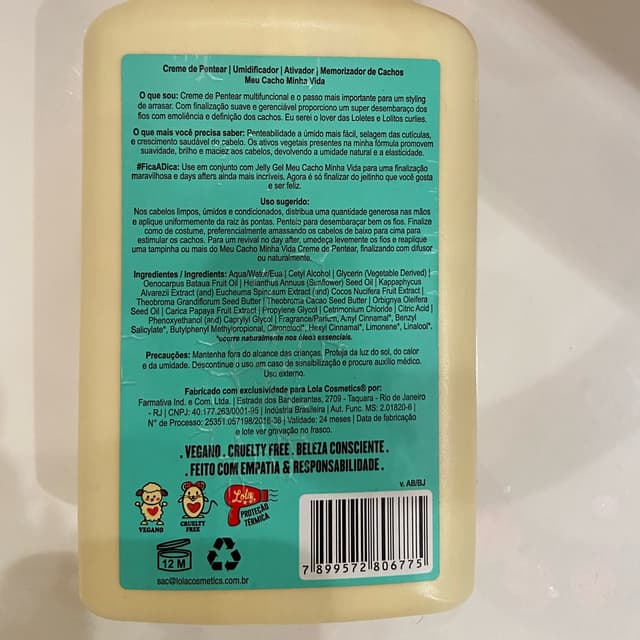 Creme de Pentear | Umidificador | Ativador | Memorizador de Cachos
Meu Cacho Minha Vida
O que sou: Creme de Pentear multifuncional e o passo mais importante para um styling
de arrasar. Com finalização suave e gerenciável proporciono um super desembaraço dos
fios com emoliência e definição dos cachos. Eu serei o lover das Loletes e Lolitos curlies.
O que mais você precisa saber: Penteabilidade a úmido mais fácil, selagem das cutículas,
e crescimento saudável do cabelo. Os ativos vegetais presentes na minha fórmula promovem
suavidade, brilho e maciez aos cabelos, devolvendo a umidade natural e a elasticidade.
#FicaADica: Use em conjunto com Jelly Gel Meu Cacho Minha Vida para uma finalização
maravilhosa e days afters ainda mais incríveis. Agora é só finalizar do jeitinho que você gosta
e ser feliz.
Uso sugerido:
Nos cabelos limpos, úmidos e condicionados, distribua uma quantidade generosa nas mãos
e aplique uniformemente da raiz às pontas. Penteie para desembaraçar bem os fios. Finalize
como de costume, preferencialmente amassando os cabelos de baixo para cima para
estimular os cachos. Para um revival no day after, umedeça levemente os fios e reaplique
uma tampinha ou mais do Meu Cacho Minha Vida Creme de Pentear, finalizando com difusor
ou naturalmente.
Ingredientes / Ingredients: Aqua/Water/Eua | Cetyl Alcohol | Glycerin (Vegetable Derived) |
Oenocarpus Bataua Fruit Oil | Helianthus Annuus (Sunflower) Seed Oil | Kappaphycus
Alvarezii Extract (and) Eucheuma Spinosum Extract (and) Cocos Nucifera Fruit Extract |
Theobroma Grandiflorum Seed Butter | Theobroma Cacao Seed Butter | Orbignya Oleifera
Seed Oil | Carica Papaya Fruit Extract | Propylene Glycol | Cetrimonium Chloride | Citric Acid |
Phenoxyethanol (and) Caprylyl Glycol | Fragrance/Parfum, Amyl Cinnamal*, Benzyl
Salicylate*, Butylphenyl Methylpropional, Citronellol*, Hexyl Cinnamal*, Limonene*, Linalool*.
*ocorre naturalmente nos óleos essenciais.
Precauções: Mantenha fora do alcance das crianças. Proteja da luz do sol, do calor
e da umidade. Descontinue o uso em caso de sensibilização e procure auxílio médico.
Uso externo.
Fabricado com exclusividade para Lola Cosmetics® por:
Farmativa Ind. e Com. Ltda. | Estrada dos Bandeirantes, 2709 - Taquara - Rio de Janeiro
- RJ | CNPJ: 40.177.263/0001-95 | Indústria Brasileira | Aut. Func. MS: 2.01820-6 |
N° de Processo: 25351.057198/2016-36 | Validade: 24 meses | Data de fabricação
e lote ver gravação no frasco.
. VEGANO . CRUELTY FREE . BELEZA CONSCIENTE .
. FEITO COM EMPATIA & RESPONSABILIDADE .
v. AB/BJ
VEGANO
CRUELTY
FREE
Lola
PROTEÇÃO
TÉRMICA
12 M
7 899572 806775
sac@lolacosmetics.com.br